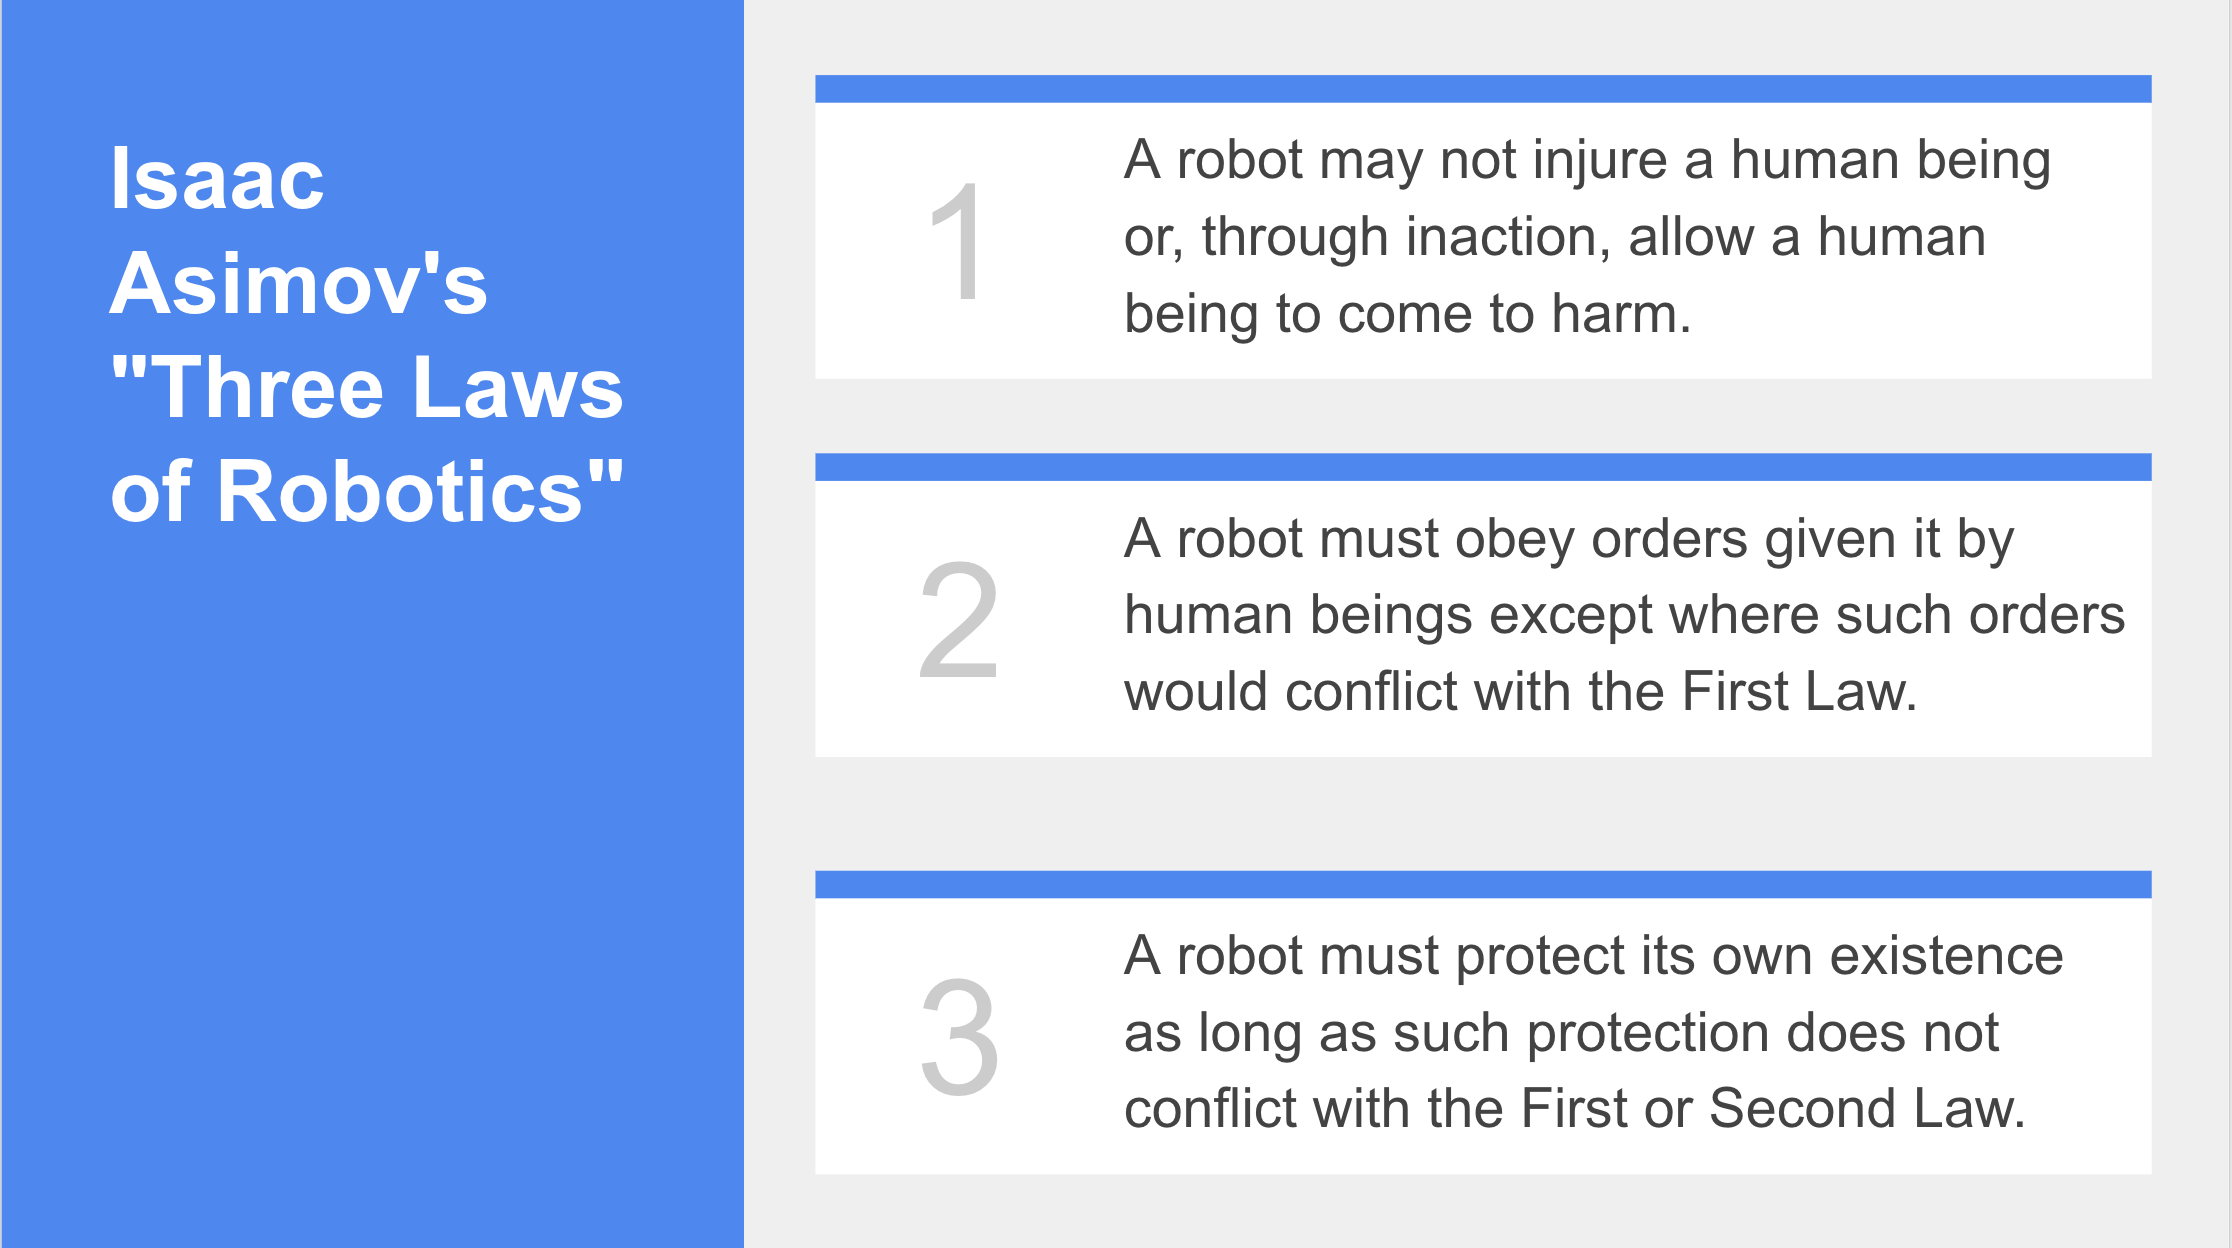 Isaac
Asimov's
"Three Laws
of Robotics"
1
A robot may not injure a human being
or, through inaction, allow a human
being to come to harm.
2
A robot must obey orders given it by
human beings except where such orders
would conflict with the First Law.
3
A robot must protect its own existence
as long as such protection does not
conflict with the First or Second Law.